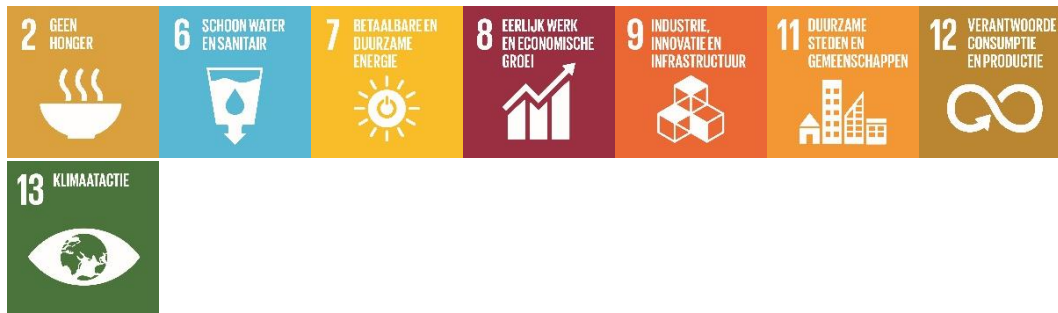 2 GEEN
HONGER
6 SCHOON WATER
EN SANITAIR
7 BETAALBARE EN
DUURZAME
ENERGIE
8 EERLIJK WERK
EN ECONOMISCHE
GROEI
9 INDUSTRIE,
INNOVATIE EN
INFRASTRUCTUUR
11 DUURZAME
STEDEN EN
GEMEENSCHAPPEN
12 VERANTWOORDE
CONSUMPTIE
EN PRODUCTIE
13 KLIMAATACTIE